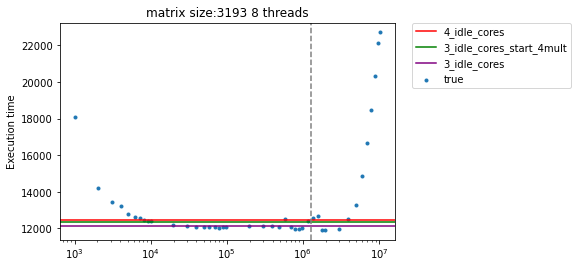 matrix size:3193 8 threads
Execution time
22000
20000
18000
16000
14000
12000
10³
10⁴
10⁵
10⁶
10⁷
4_idle_cores
3_idle_cores_start_4mult
3_idle_cores
true